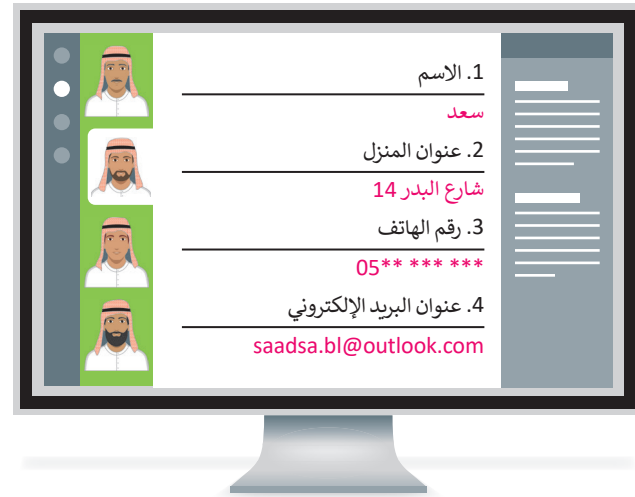 1. الاسم
سعد
2. عنوان المنزل
شارع البدر 14
3. رقم الهاتف
05** *** ***
4. عنوان البريد الإلكتروني
saadsa.bl@outlook.com